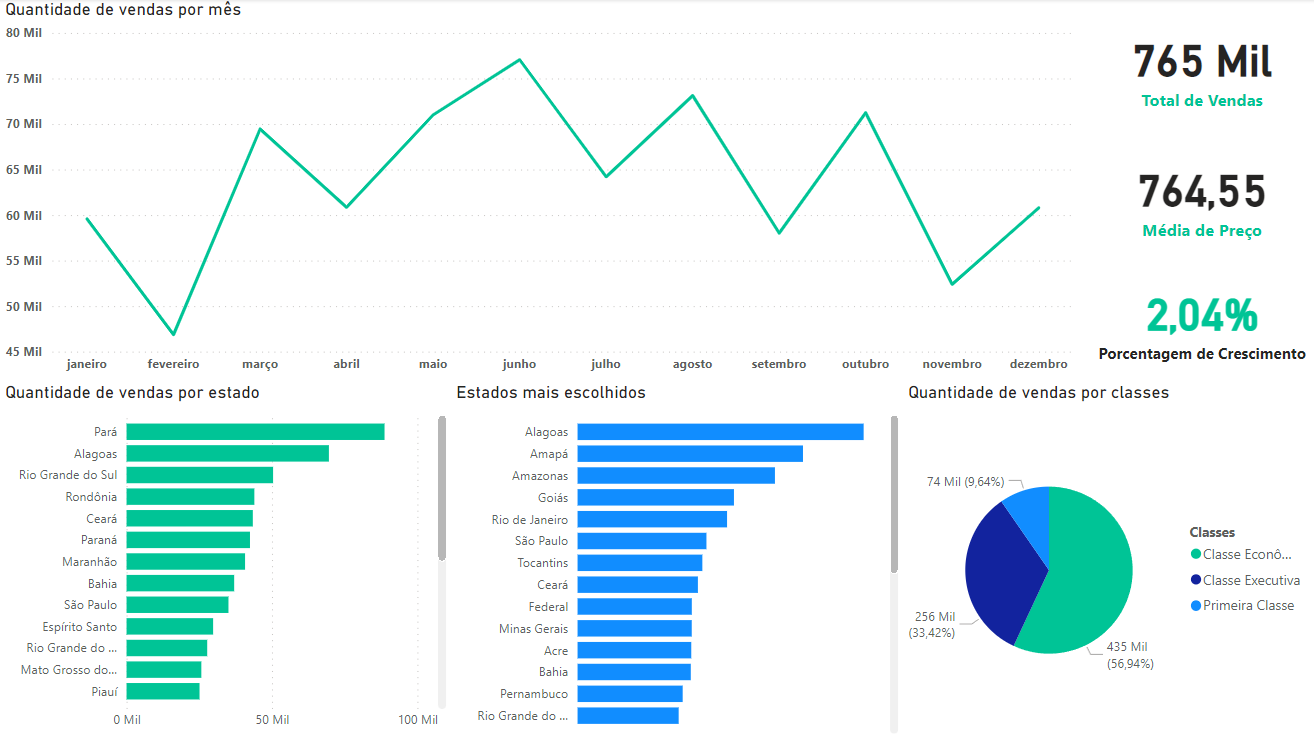 Quantidade de vendas por mês
80 Mil
75 Mil
70 Mil
65 Mil
60 Mil
55 Mil
50 Mil
45 Mil
janeiro fevereiro março abril maio junho julho agosto setembro outubro novembro dezembro
765 Mil
Total de Vendas
764,55
Média de Preço
2,04%
Porcentagem de Crescimento
Quantidade de vendas por estado
Pará
Alagoas
Rio Grande do Sul
Rondônia
Ceará
Paraná
Maranhão
Bahia
São Paulo
Espírito Santo
Rio Grande do ...
Mato Grosso do...
Piauí
0 Mil 50 Mil 100 Mil
Estados mais escolhidos
Alagoas
Amapá
Amazonas
Goiás
Rio de Janeiro
São Paulo
Tocantins
Ceará
Federal
Minas Gerais
Acre
Bahia
Pernambuco
Rio Grande do ...
Quantidade de vendas por classes
74 Mil (9,64%)
256 Mil
(33,42%)
435 Mil
(56,94%)
Classes
Classe Econô...
Classe Executiva
Primeira Classe